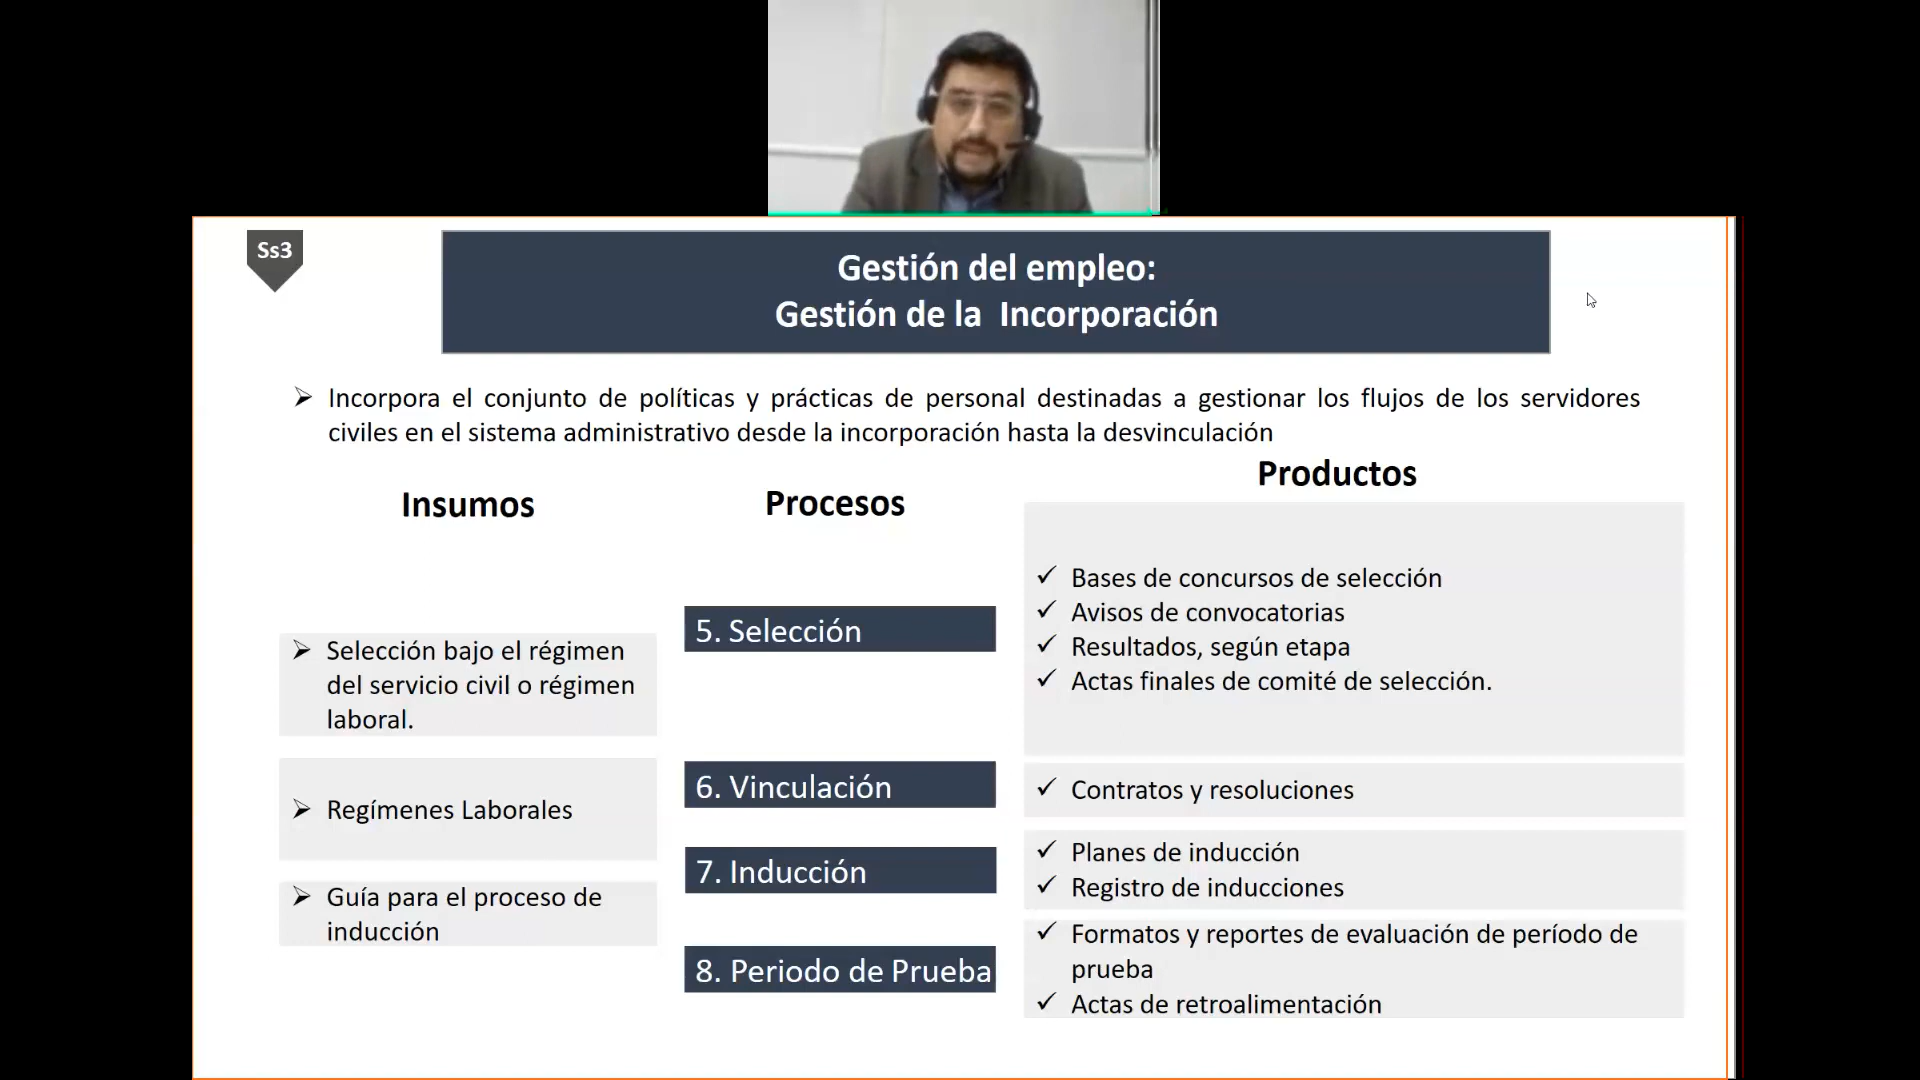 Ss3
Gestión del empleo:
Gestión de la Incorporación
➢ Incorpora el conjunto de políticas y prácticas de personal destinadas a gestionar los flujos de los servidores
civiles en el sistema administrativo desde la incorporación hasta la desvinculación
Insumos
➢ Selección bajo el régimen
del servicio civil o régimen
laboral.
➢ Regímenes Laborales
➢ Guía para el proceso de
inducción
Procesos
5. Selección
6. Vinculación
7. Inducción
8. Periodo de Prueba
Productos
✓ Bases de concursos de selección
✓ Avisos de convocatorias
✓ Resultados, según etapa
✓ Actas finales de comité de selección.
✓ Contratos y resoluciones
✓ Planes de inducción
✓ Registro de inducciones
✓ Formatos y reportes de evaluación de período de
prueba
✓ Actas de retroalimentación